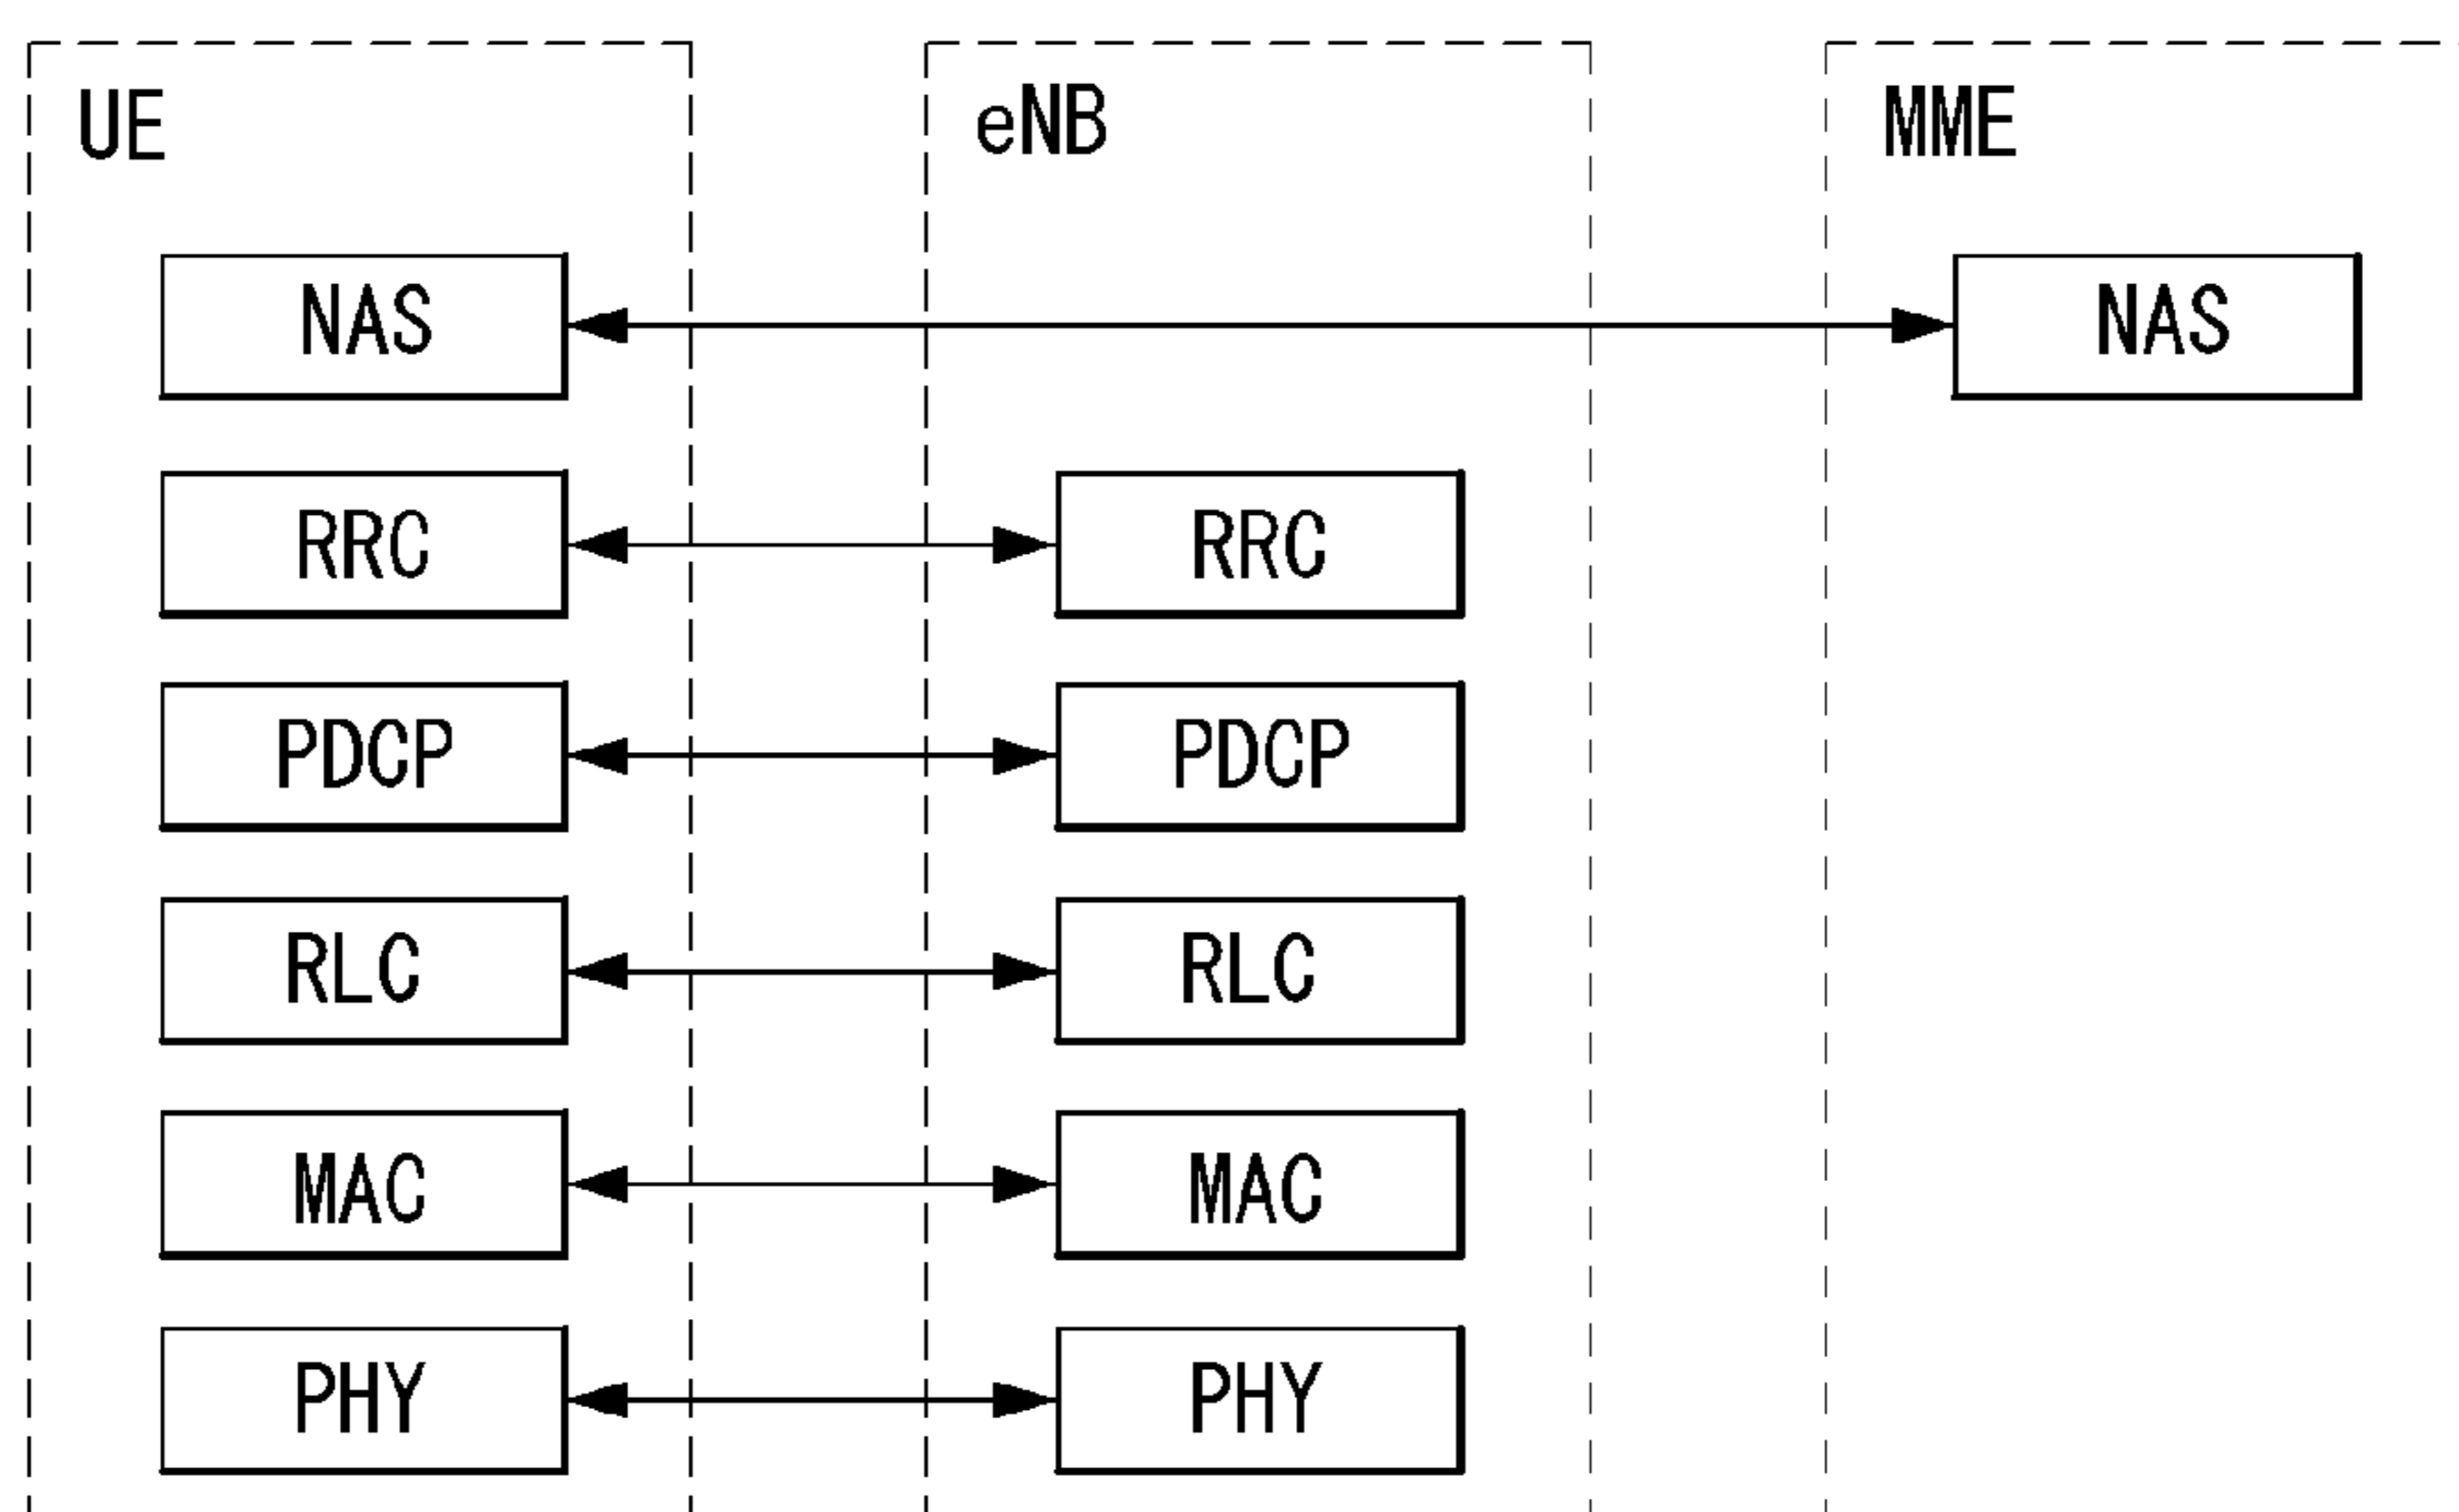 UE eNB MME
NAS NAS
RRC RRC
PDCP PDCP
RLC RLC
MAC MAC
PHY PHY